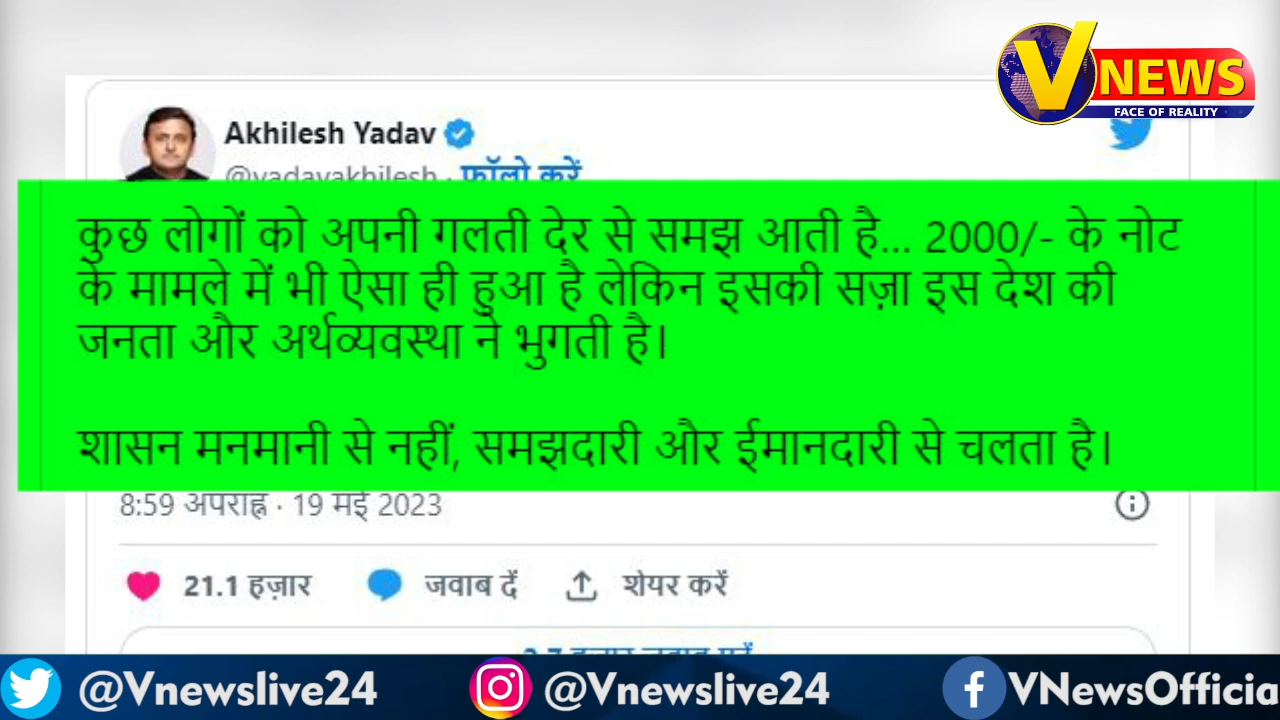 V NEWS
FACE OF REALITY
Akhilesh Yadav
@yadavakhilesh · फ़ॉलो करें
कुछ लोगों को अपनी गलती देर से समझ आती है... 2000/- के नोट
के मामले में भी ऐसा ही हुआ है लेकिन इसकी सज़ा इस देश की
जनता और अर्थव्यवस्था ने भुगती है।
शासन मनमानी से नहीं, समझदारी और ईमानदारी से चलता है।
8:59 अपराह्न · 19 मई 2023
21.1 हज़ार जवाब दें शेयर करें
@Vnewslive24 @Vnewslive24 VNewsOfficia